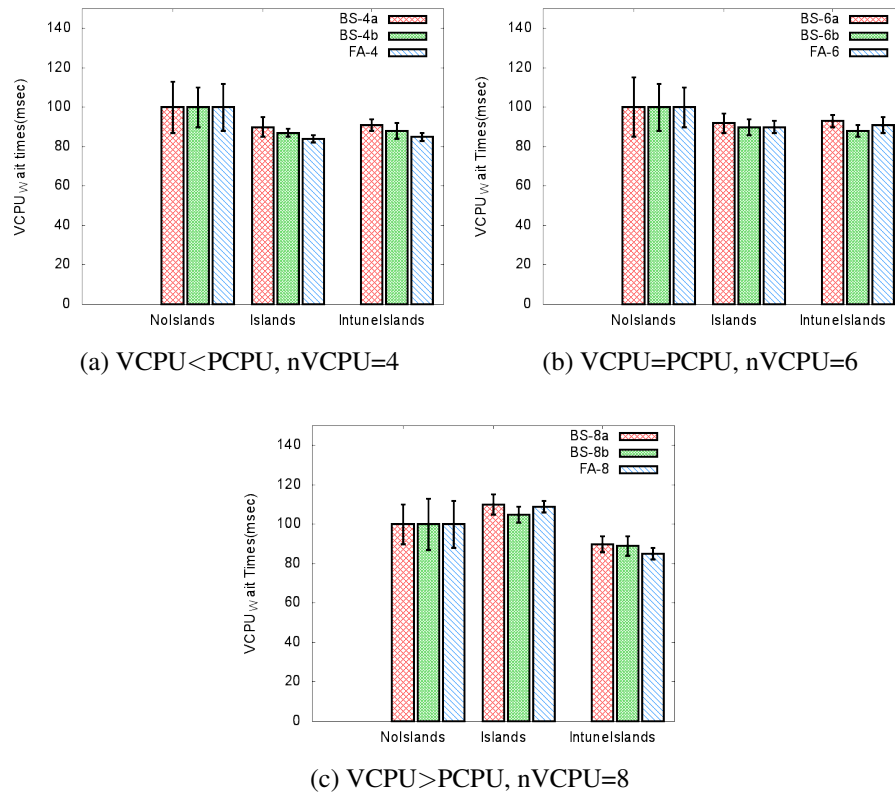 VCPU_W ait times(msec)
140
120
100
80
60
40
20
0
BS-4a
BS-4b
FA-4
NoIslands Islands IntuneIslands
(a) VCPU<PCPU, nVCPU=4
VCPU_W ait Times(msec)
140
120
100
80
60
40
20
0
BS-6a
BS-6b
FA-6
NoIslands Islands IntuneIslands
(b) VCPU=PCPU, nVCPU=6
VCPU_W ait Times(msec)
140
120
100
80
60
40
20
0
BS-8a
BS-8b
FA-8
NoIslands Islands IntuneIslands
(c) VCPU>PCPU, nVCPU=8